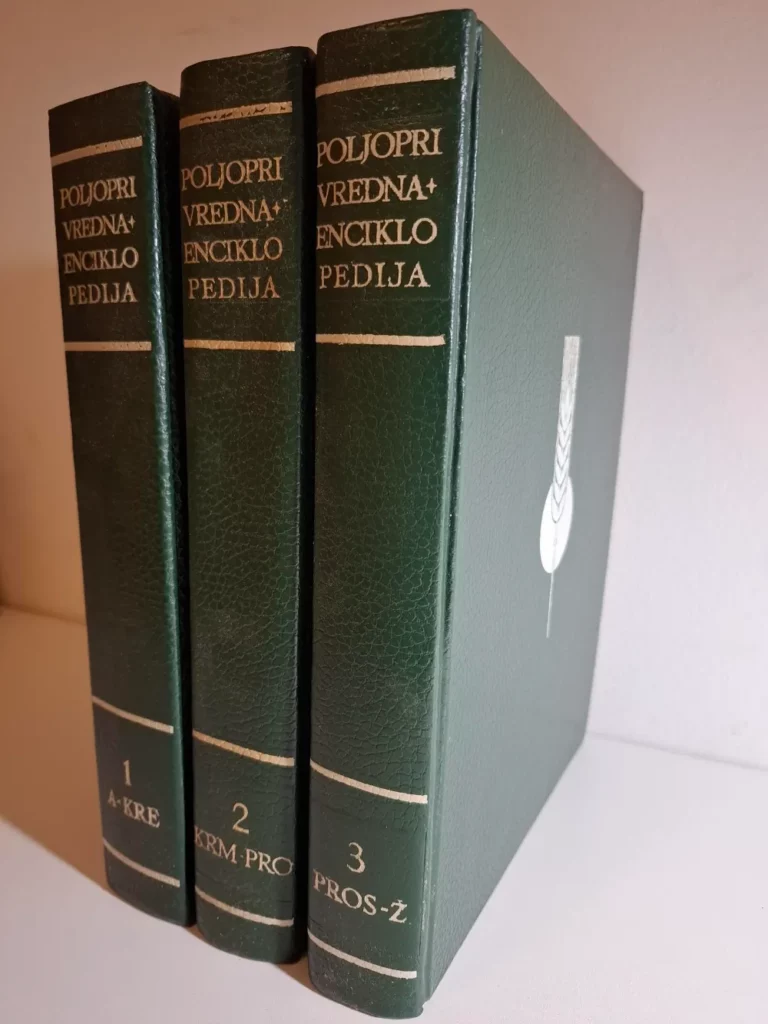 POLJOPRI
VREDNA+
ENCIKLO
PEDIJA
1
A-KRE
POLJOPRI
VREDNA+
ENCIKLO
PEDIJA
2
KRM-PRO
POLJOPRI
VREDNA+
ENCIKLO
PEDIJA
3
PROS-Ž